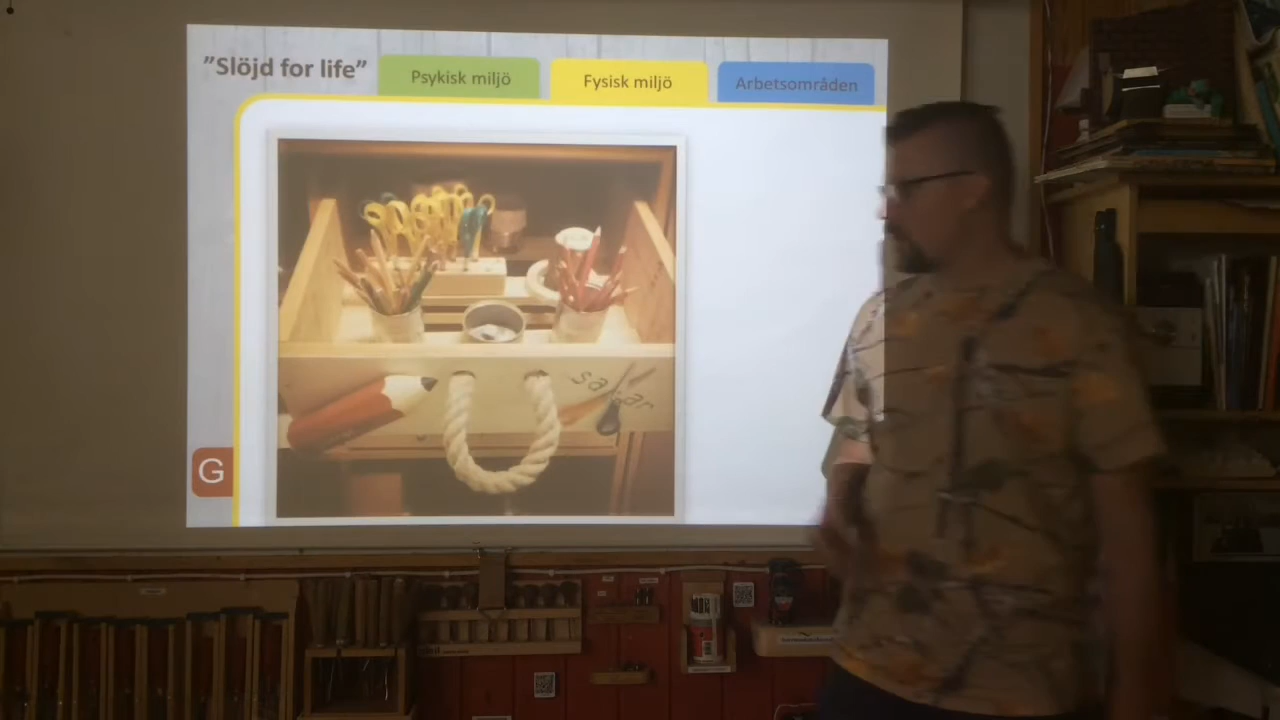 ”Slöjd for life”
Psykisk miljö
Fysisk miljö
Arbetsområden
saxar
G